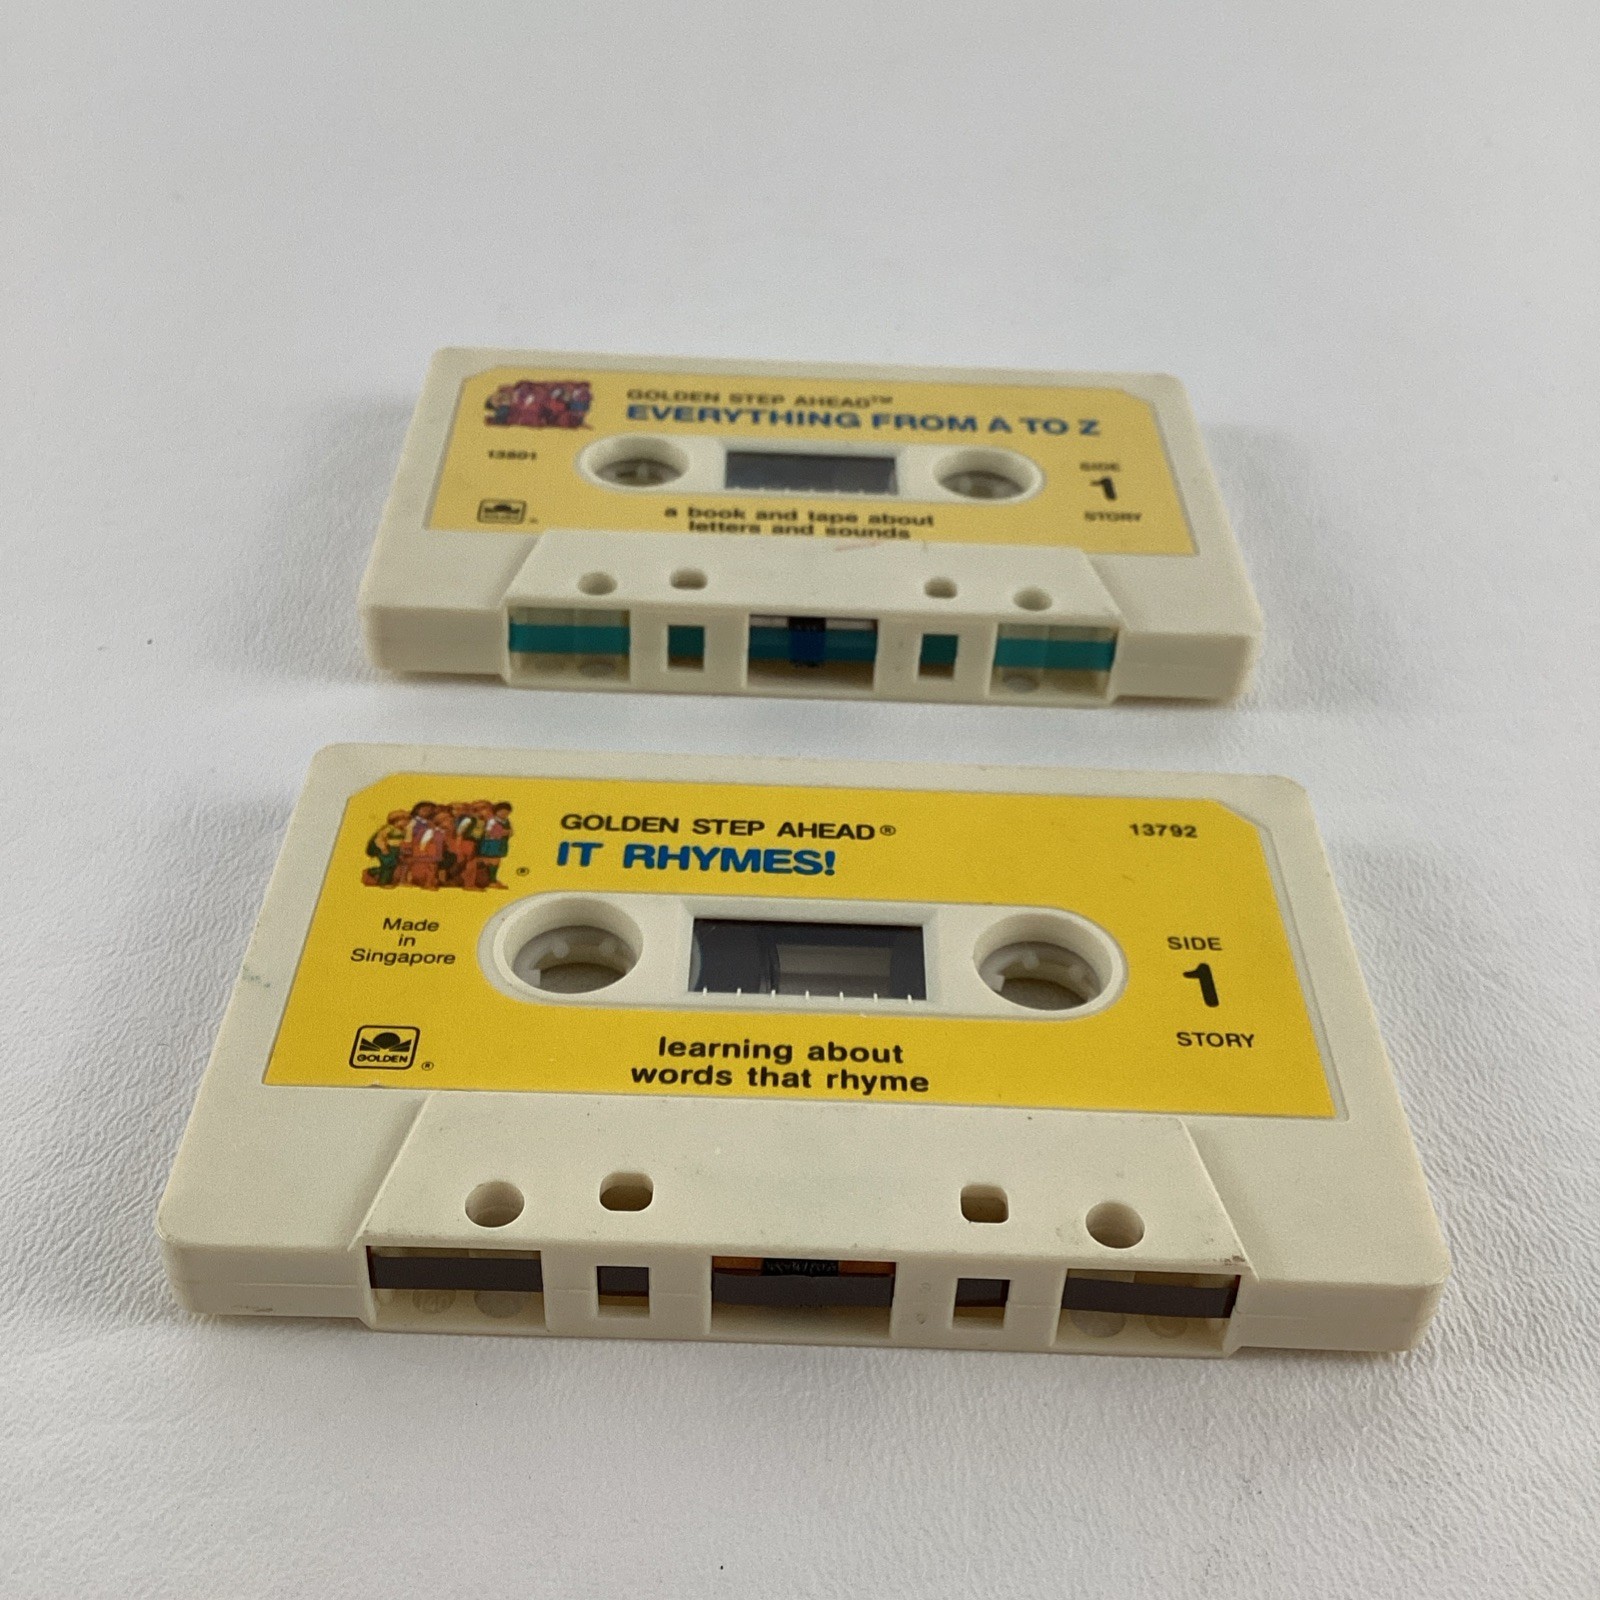 GOLDEN STEP AHEAD™
EVERYTHING FROM A TO Z
13801
SIDE
1
STORY
GOLDEN
a book and tape about
letters and sounds
GOLDEN STEP AHEAD®
IT RHYMES!
13792
®
Made
in
Singapore
SIDE
1
STORY
GOLDEN ®
learning about
words that rhyme